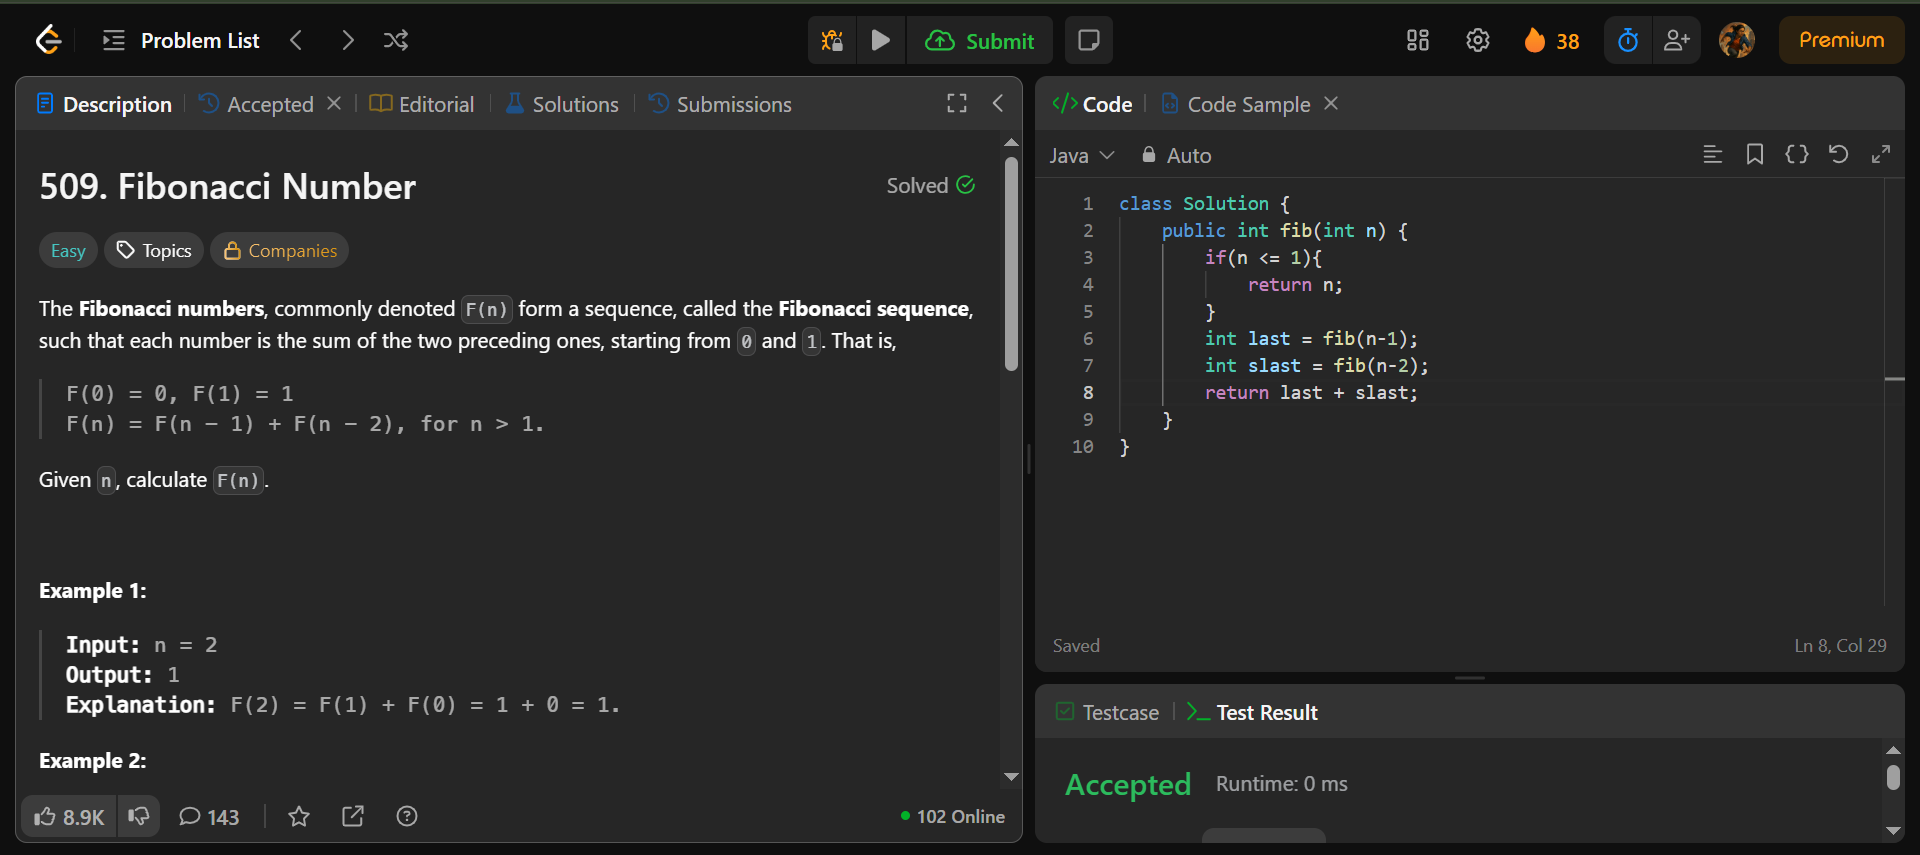 Problem List
Submit
38
Premium
Description
Accepted
Editorial
Solutions
Submissions
509. Fibonacci Number
Solved
Easy
Topics
Companies
The Fibonacci numbers, commonly denoted F(n) form a sequence, called the Fibonacci sequence,
such that each number is the sum of the two preceding ones, starting from 0 and 1. That is,
F(0) = 0, F(1) = 1
F(n) = F(n - 1) + F(n - 2), for n > 1.
Given n, calculate F(n).
Example 1:
Input: n = 2
Output: 1
Explanation: F(2) = F(1) + F(0) = 1 + 0 = 1.
Example 2:
8.9K
143
102 Online
</> Code
Code Sample
Java
Auto
1 class Solution {
2     public int fib(int n) {
3         if(n <= 1){
4             return n;
5         }
6         int last = fib(n-1);
7         int slast = fib(n-2);
8         return last + slast;
9     }
10 }
Saved
Ln 8, Col 29
Testcase
Test Result
Accepted
Runtime: 0 ms